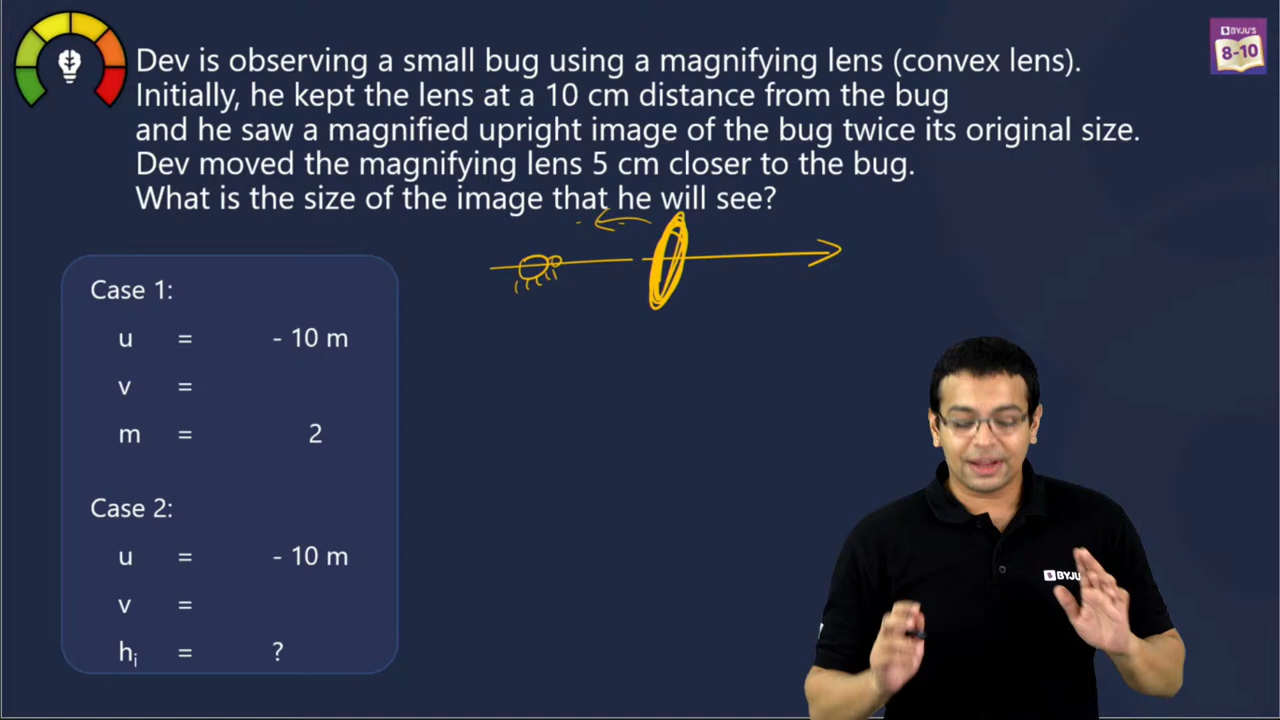 Dev is observing a small bug using a magnifying lens (convex lens).
Initially, he kept the lens at a 10 cm distance from the bug
and he saw a magnified upright image of the bug twice its original size.
Dev moved the magnifying lens 5 cm closer to the bug.
What is the size of the image that he will see?
BYJU'S
8-10
Case 1:
u = - 10 m
v =
m = 2
Case 2:
u = - 10 m
v =
hi = ?
BYJU